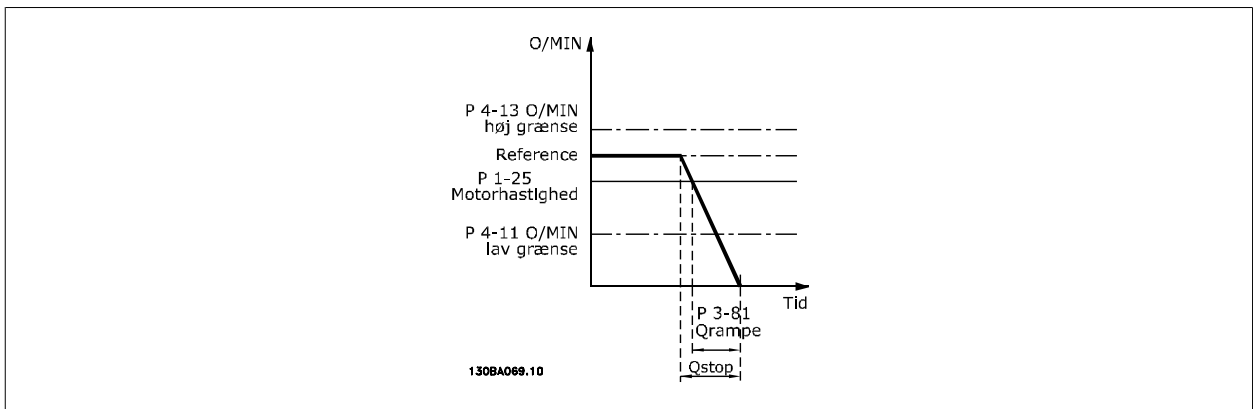 O/MIN
P 4-13 O/MIN
høj grænse
Reference
P 1-25
Motorhastighed
P 4-11 O/MIN
lav grænse
Tid
P 3-81
Qrampe
Qstop
130BA069.10